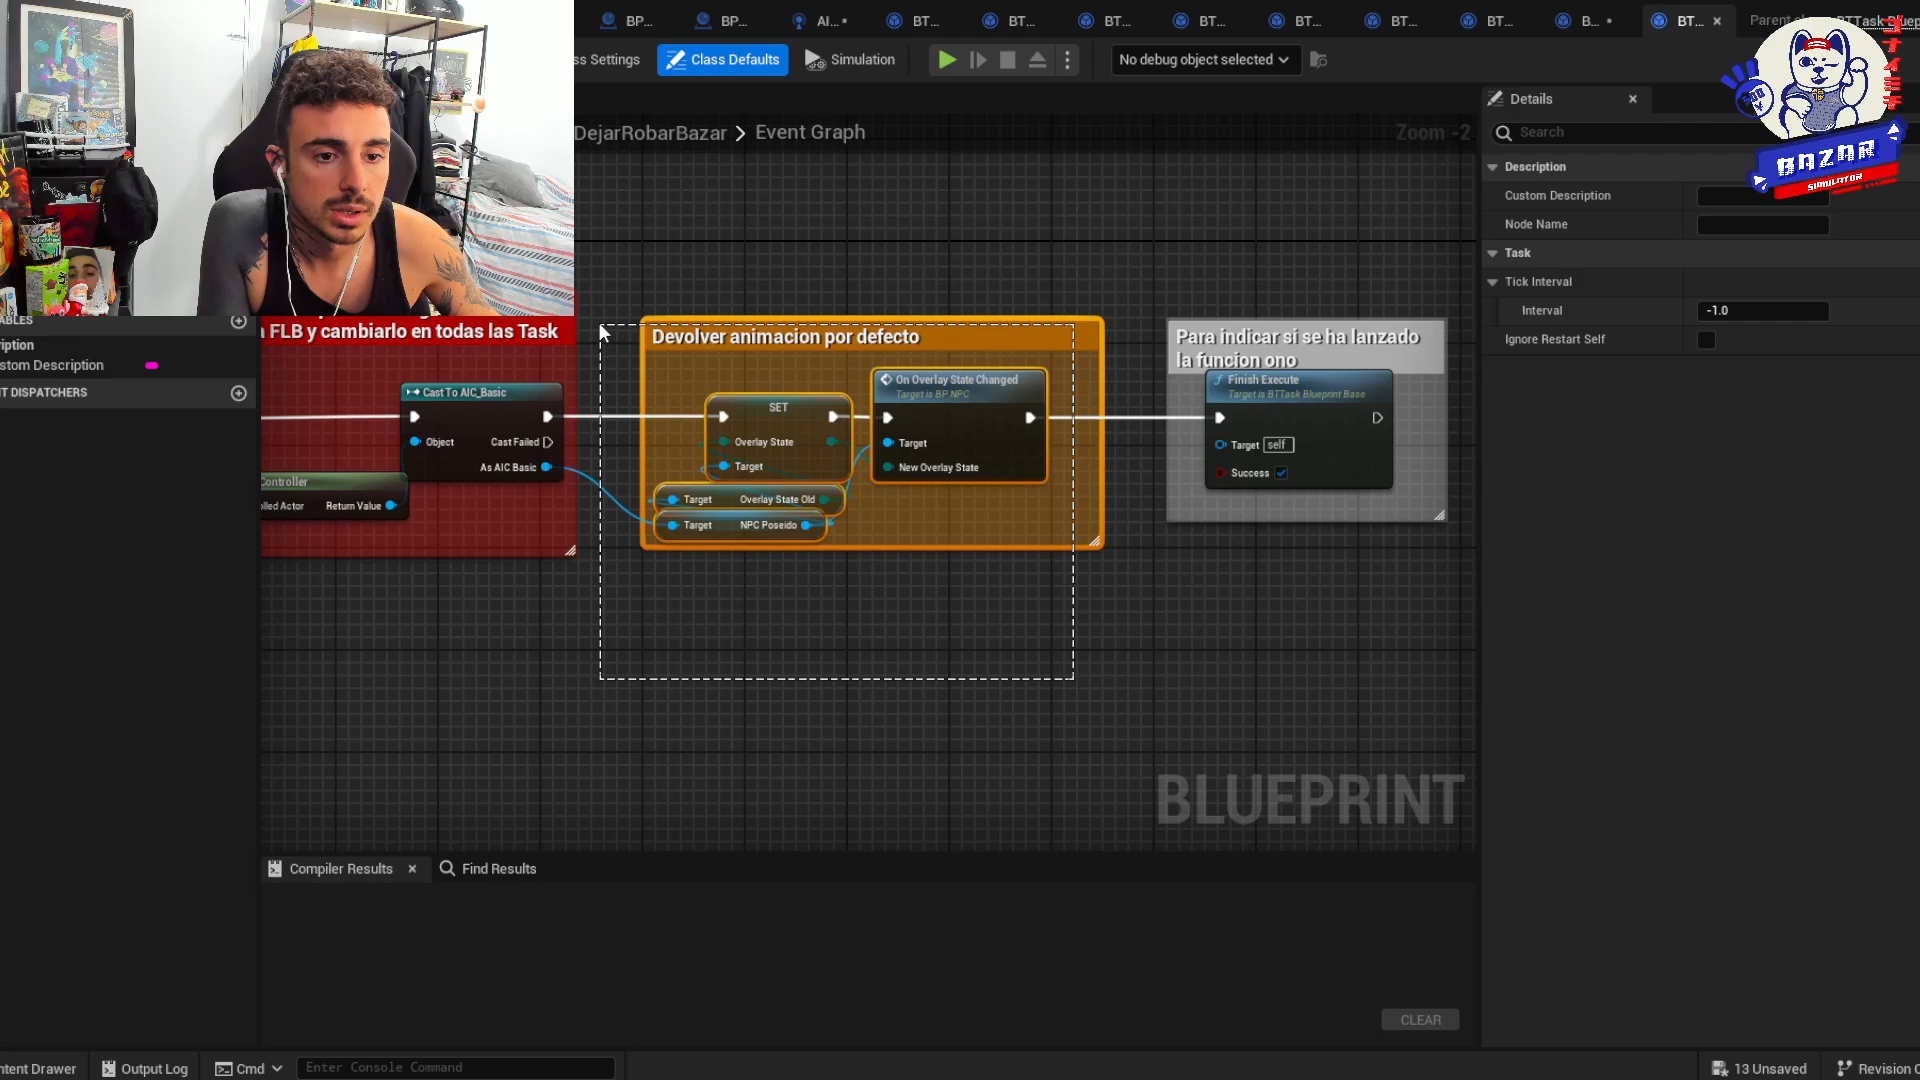 BP...
BP...
AI...*
BT...
BT...
BT...
BT...
BT...
BT...
BT...
B... *
BT...
ss Settings
Class Defaults
Simulation
No debug object selected
DejarRobarBazar > Event Graph
Zoom -2
BAZAR
SIMULATOR
Details
Search
Description
Custom Description
Node Name
Task
Tick Interval
Interval
-1.0
Ignore Restart Self
ABLES
iption
stom Description
T DISPATCHERS
a FLB y cambiarlo en todas las Task
Cast To AIC_Basic
Object
Cast Failed
As AIC Basic
Controller
lled Actor
Return Value
Devolver animacion por defecto
SET
Overlay State
Target
Target
Overlay State Old
Target
NPC Poseido
On Overlay State Changed
Target is BP NPC
Target
New Overlay State
Para indicar si se ha lanzado
la funcion ono
Finish Execute
Target is BTTask Blueprint Base
Target
self
Success
BLUEPRINT
Compiler Results
Find Results
CLEAR
ntent Drawer
Output Log
Cmd
Enter Console Command
13 Unsaved
Revision C